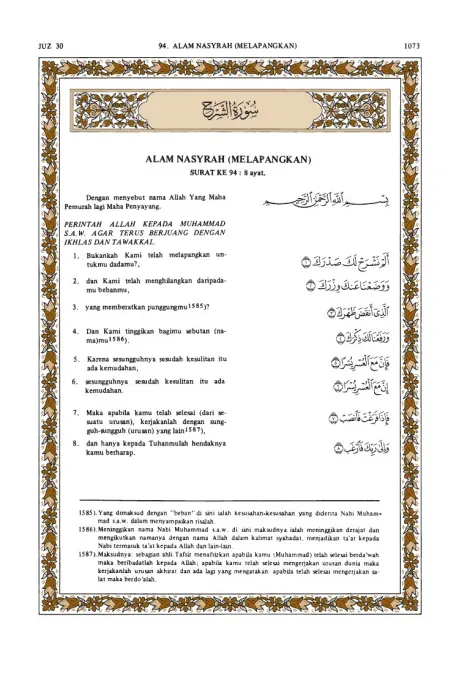 JUZ 30
94. ALAM NASYRAH (MELAPANGKAN)
1073
سُورَةُ الشَّرْحِ
ALAM NASYRAH (MELAPANGKAN)
SURAT KE 94 : 8 ayat.
Dengan menyebut nama Allah Yang Maha
Pemurah lagi Maha Penyayang.
بِسْمِ اللَّهِ الرَّحْمَٰنِ الرَّحِيمِ
PERINTAH ALLAH KEPADA MUHAMMAD
S.A.W. AGAR TERUS BERJUANG DENGAN
IKHLAS DAN TAWAKKAL.
1. Bukankah Kami telah melapangkan un-
tukmu dadamu?,
أَلَمْ نَشْرَحْ لَكَ صَدْرَكَ ۝١
2. dan Kami telah menghilangkan daripada-
mu bebanmu,
وَوَضَعْنَا عَنْكَ وِزْرَكَ ۝٢
3. yang memberatkan punggungmu1585)?
الَّذِي أَنْقَضَ ظَهْرَكَ ۝٣
4. Dan Kami tinggikan bagimu sebutan (na-
ma)mu1586).
وَرَفَعْنَا لَكَ ذِكْرَكَ ۝٤
5. Karena sesungguhnya sesudah kesulitan itu
ada kemudahan,
فَإِنَّ مَعَ الْعُسْرِ يُسْرًا ۝٥
6. sesungguhnya sesudah kesulitan itu ada
kemudahan.
إِنَّ مَعَ الْعُسْرِ يُسْرًا ۝٦
7. Maka apabila kamu telah selesai (dari se-
suatu urusan), kerjakanlah dengan sung-
guh-sungguh (urusan) yang lain1587),
فَإِذَا فَرَغْتَ فَانْصَبْ ۝٧
8. dan hanya kepada Tuhanmulah hendaknya
kamu berharap.
وَإِلَىٰ رَبِّكَ فَارْغَبْ ۝٨
1585). Yang dimaksud dengan "beban" di sini ialah kesusahan-kesusahan yang diderita Nabi Muham-
mad s.a.w. dalam menyampaikan risalah.
1586). Meninggikan nama Nabi Muhammad s.a.w. di sini maksudnya ialah meninggikan derajat dan
mengikutkan namanya dengan nama Allah dalam kalimat syahadat, menjadikan ta'at kepada
Nabi termasuk ta'at kepada Allah dan lain-lain.
1587). Maksudnya: sebagian ahli Tafsir menafsirkan apabila kamu (Muhammad) telah selesai berda'wah
maka beribadatlah kepada Allah; apabila kamu telah selesai mengerjakan urusan dunia maka
kerjakanlah urusan akhirat dan ada lagi yang mengatakan apabila telah selesai mengerjakan sa-
lat maka berdo'alah.